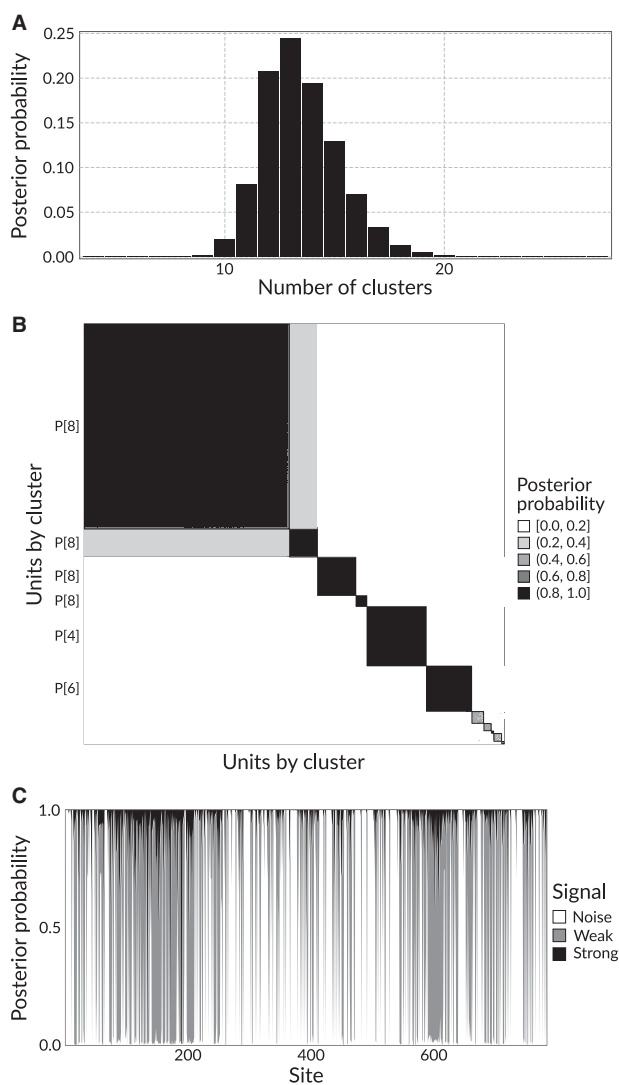 A
Posterior probability
0.25
0.20
0.15
0.10
0.05
0.00
10
20
Number of clusters
B
Units by cluster
P[8]
P[8]
P[8]
P[8]
P[4]
P[6]
Units by cluster
Posterior
probability
[0.0, 0.2]
(0.2, 0.4]
(0.4, 0.6]
(0.6, 0.8]
(0.8, 1.0]
C
Posterior probability
1.0
0.5
0.0
200
400
600
Site
Signal
Noise
Weak
Strong